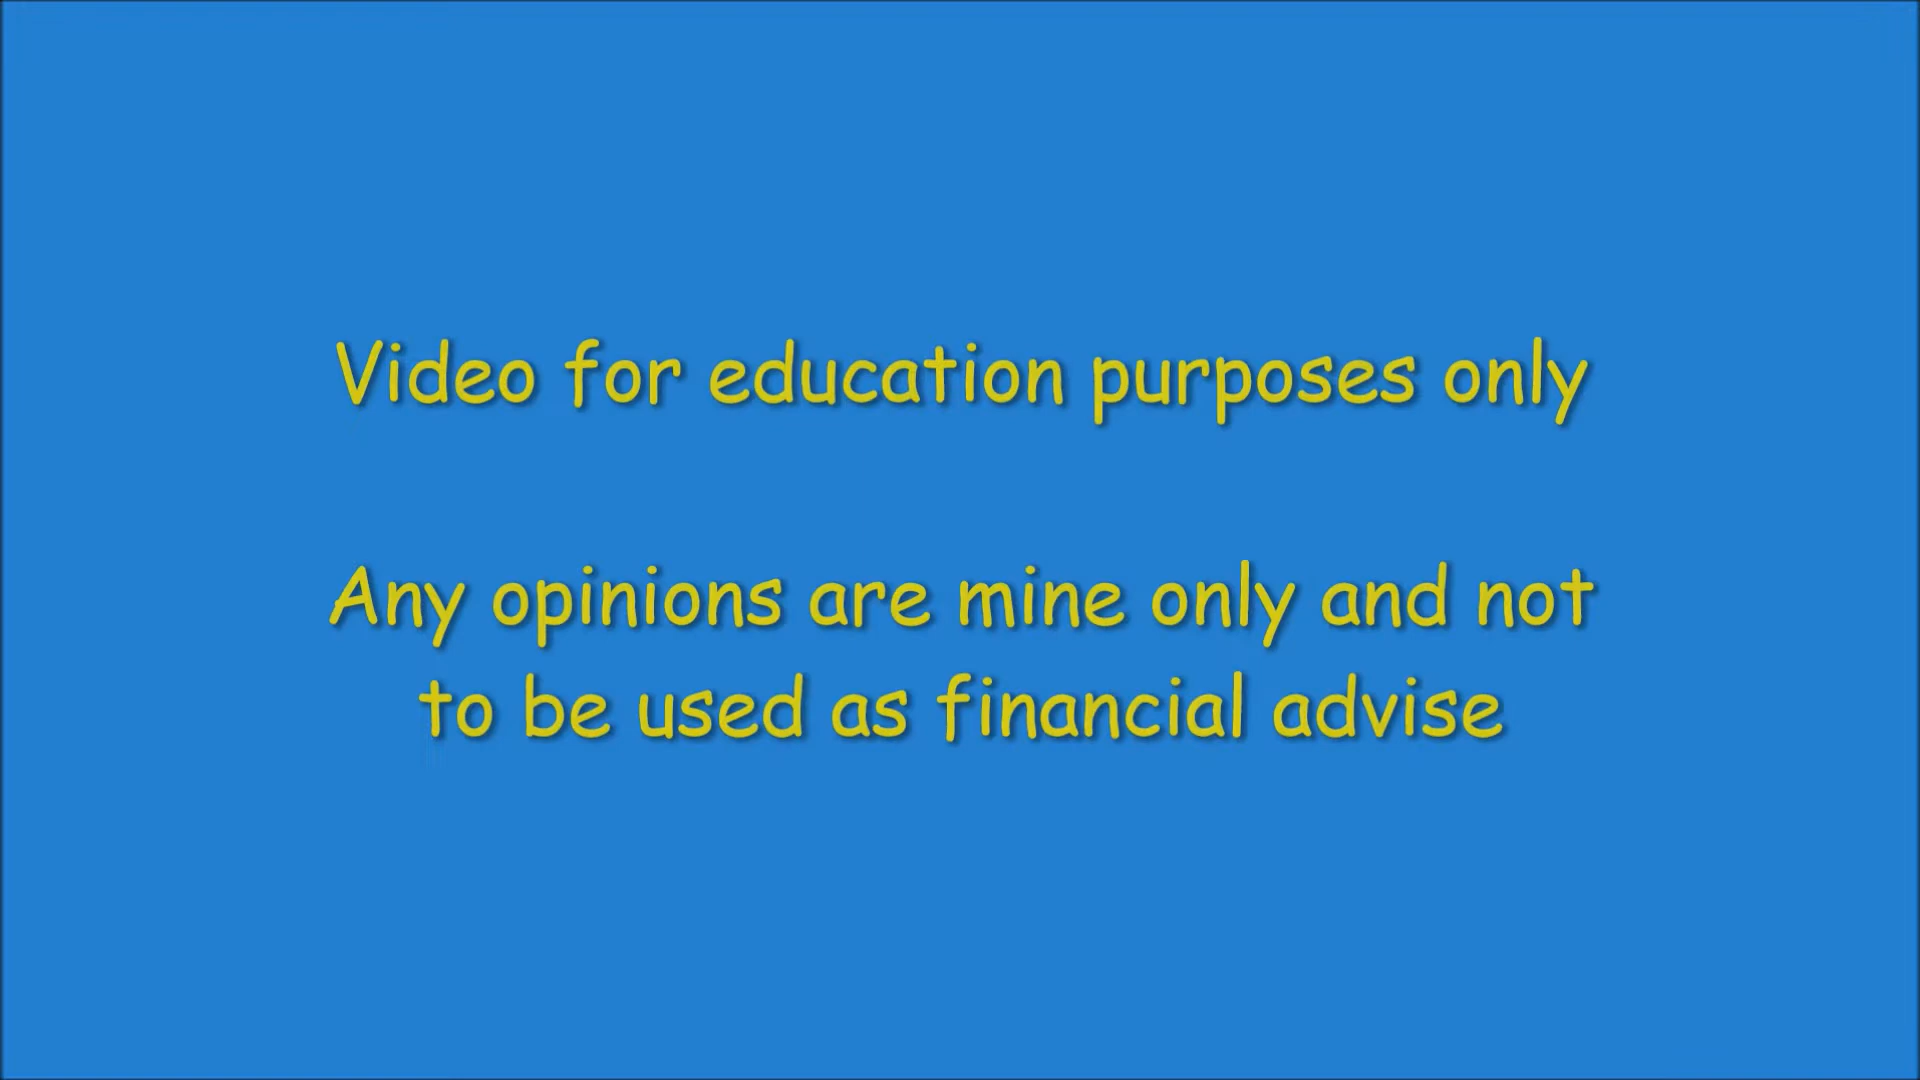 Video for education purposes only
Any opinions are mine only and not
to be used as financial advise